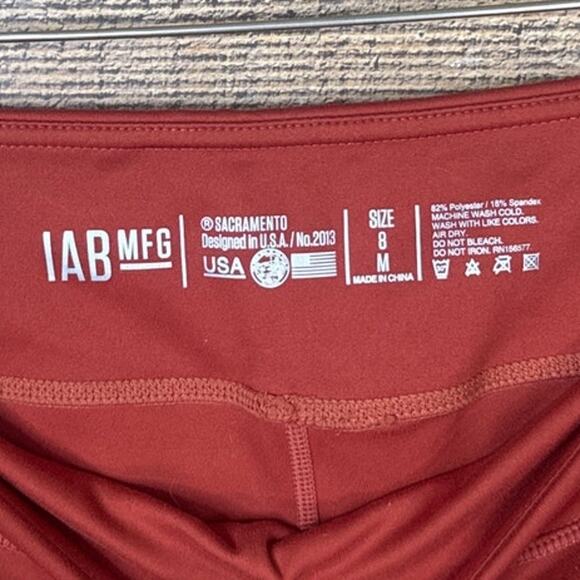 IAB MFG
® SACRAMENTO
Designed in U.S.A. / No.2013
USA
SIZE
8
M
MADE IN CHINA
82% Polyester / 18% Spandex
MACHINE WASH COLD.
WASH WITH LIKE COLORS.
AIR DRY.
DO NOT BLEACH.
DO NOT IRON. RN156577.